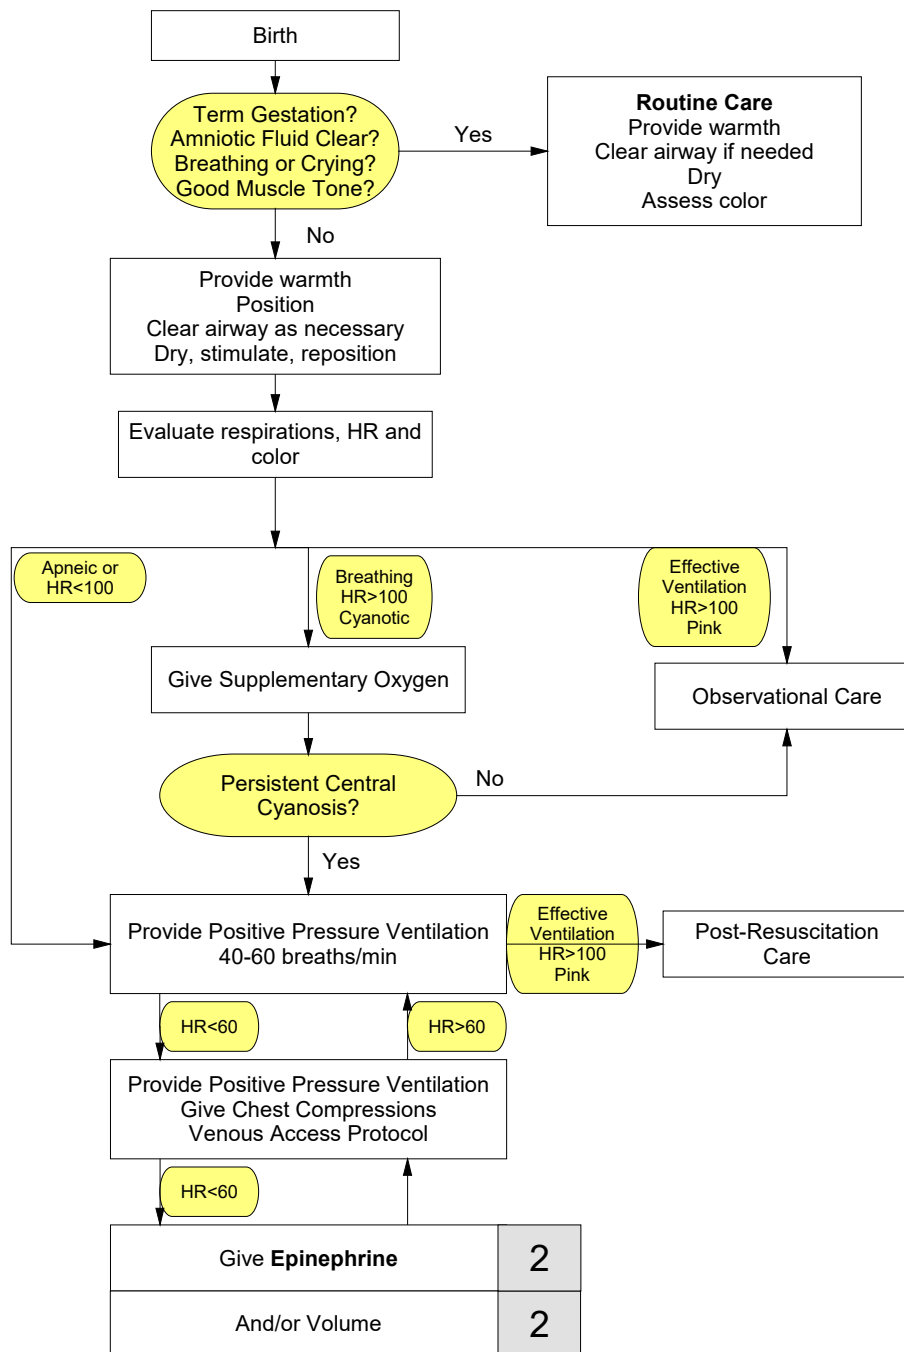 Birth
Term Gestation?
Amniotic Fluid Clear?
Breathing or Crying?
Good Muscle Tone?
Yes
Routine Care
Provide warmth
Clear airway if needed
Dry
Assess color
No
Provide warmth
Position
Clear airway as necessary
Dry, stimulate, reposition
Evaluate respirations, HR and
color
Apneic or
HR<100
Breathing
HR>100
Cyanotic
Effective
Ventilation
HR>100
Pink
Give Supplementary Oxygen
Observational Care
Persistent Central
Cyanosis?
No
Yes
Provide Positive Pressure Ventilation
40-60 breaths/min
Effective
Ventilation
HR>100
Pink
Post-Resuscitation
Care
HR<60
HR>60
Provide Positive Pressure Ventilation
Give Chest Compressions
Venous Access Protocol
HR<60
Give Epinephrine
2
And/or Volume
2